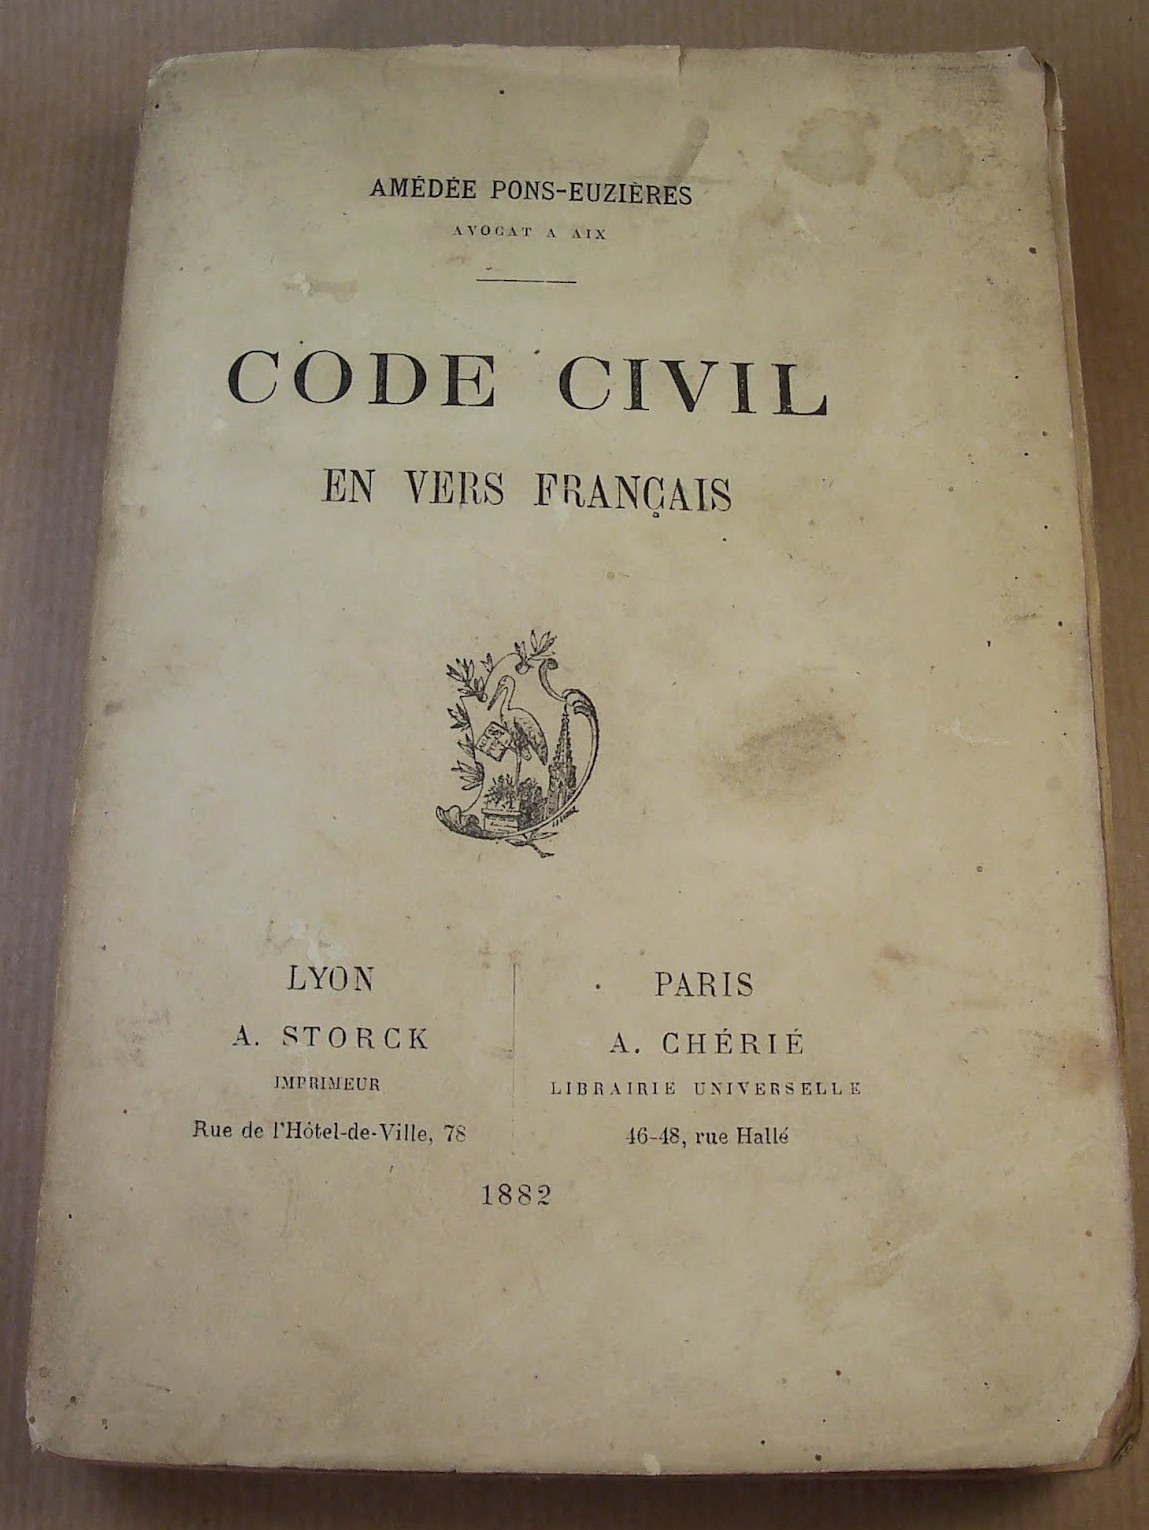 AMÉDÉE PONS-EUZIÈRES
AVOCAT A AIX
CODE CIVIL
EN VERS FRANÇAIS
LYON
A. STORCK
IMPRIMEUR
Rue de l'Hôtel-de-Ville, 78
PARIS
A. CHÉRIÉ
LIBRAIRIE UNIVERSELLE
46-48, rue Hallé
1882